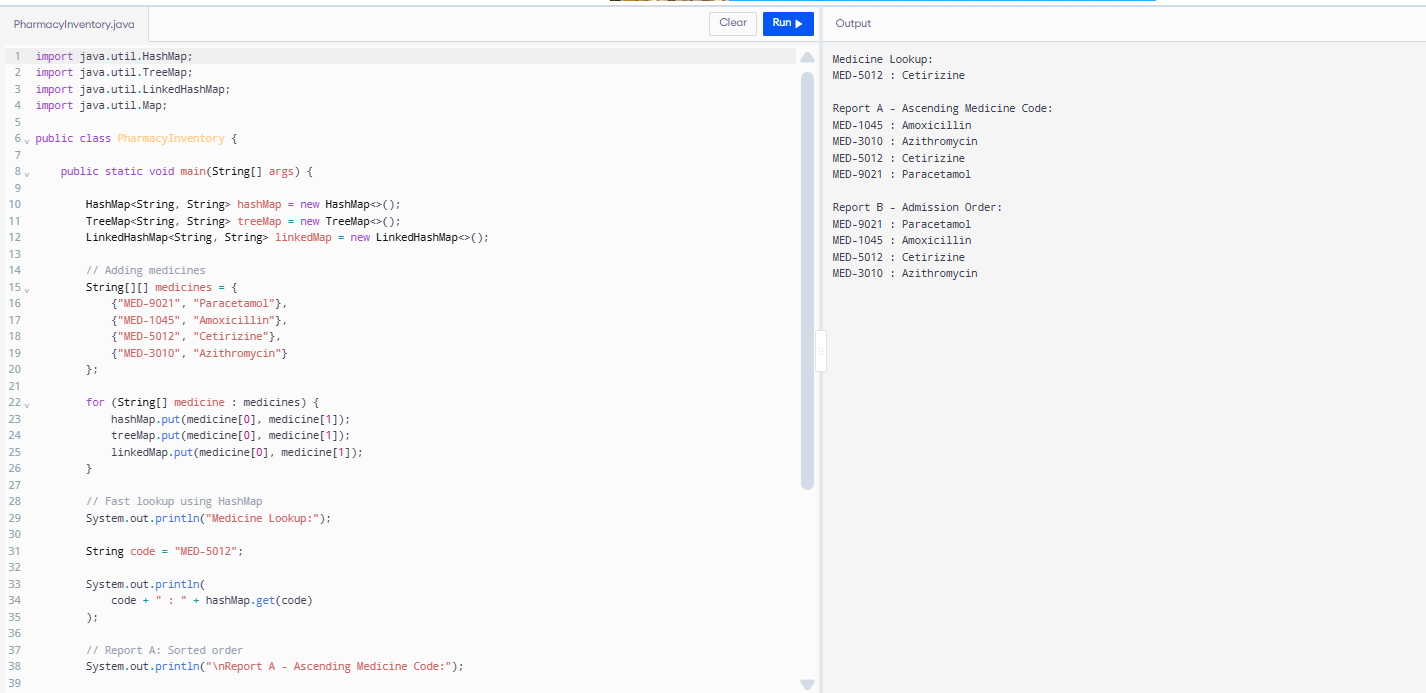 PharmacyInventory.java
Clear
Run
Output
1 import java.util.HashMap;
2 import java.util.TreeMap;
3 import java.util.LinkedHashMap;
4 import java.util.Map;
5
6 public class PharmacyInventory {
7
8     public static void main(String[] args) {
9
10         HashMap<String, String> hashMap = new HashMap<>();
11         TreeMap<String, String> treeMap = new TreeMap<>();
12         LinkedHashMap<String, String> linkedMap = new LinkedHashMap<>();
13
14         // Adding medicines
15         String[][] medicines = {
16             {"MED-9021", "Paracetamol"},
17             {"MED-1045", "Amoxicillin"},
18             {"MED-5012", "Cetirizine"},
19             {"MED-3010", "Azithromycin"}
20         };
21
22         for (String[] medicine : medicines) {
23             hashMap.put(medicine[0], medicine[1]);
24             treeMap.put(medicine[0], medicine[1]);
25             linkedMap.put(medicine[0], medicine[1]);
26         }
27
28         // Fast lookup using HashMap
29         System.out.println("Medicine Lookup:");
30
31         String code = "MED-5012";
32
33         System.out.println(
34             code + " : " + hashMap.get(code)
35         );
36
37         // Report A: Sorted order
38         System.out.println("\nReport A - Ascending Medicine Code:");
39
Medicine Lookup:
MED-5012 : Cetirizine

Report A - Ascending Medicine Code:
MED-1045 : Amoxicillin
MED-3010 : Azithromycin
MED-5012 : Cetirizine
MED-9021 : Paracetamol

Report B - Admission Order:
MED-9021 : Paracetamol
MED-1045 : Amoxicillin
MED-5012 : Cetirizine
MED-3010 : Azithromycin